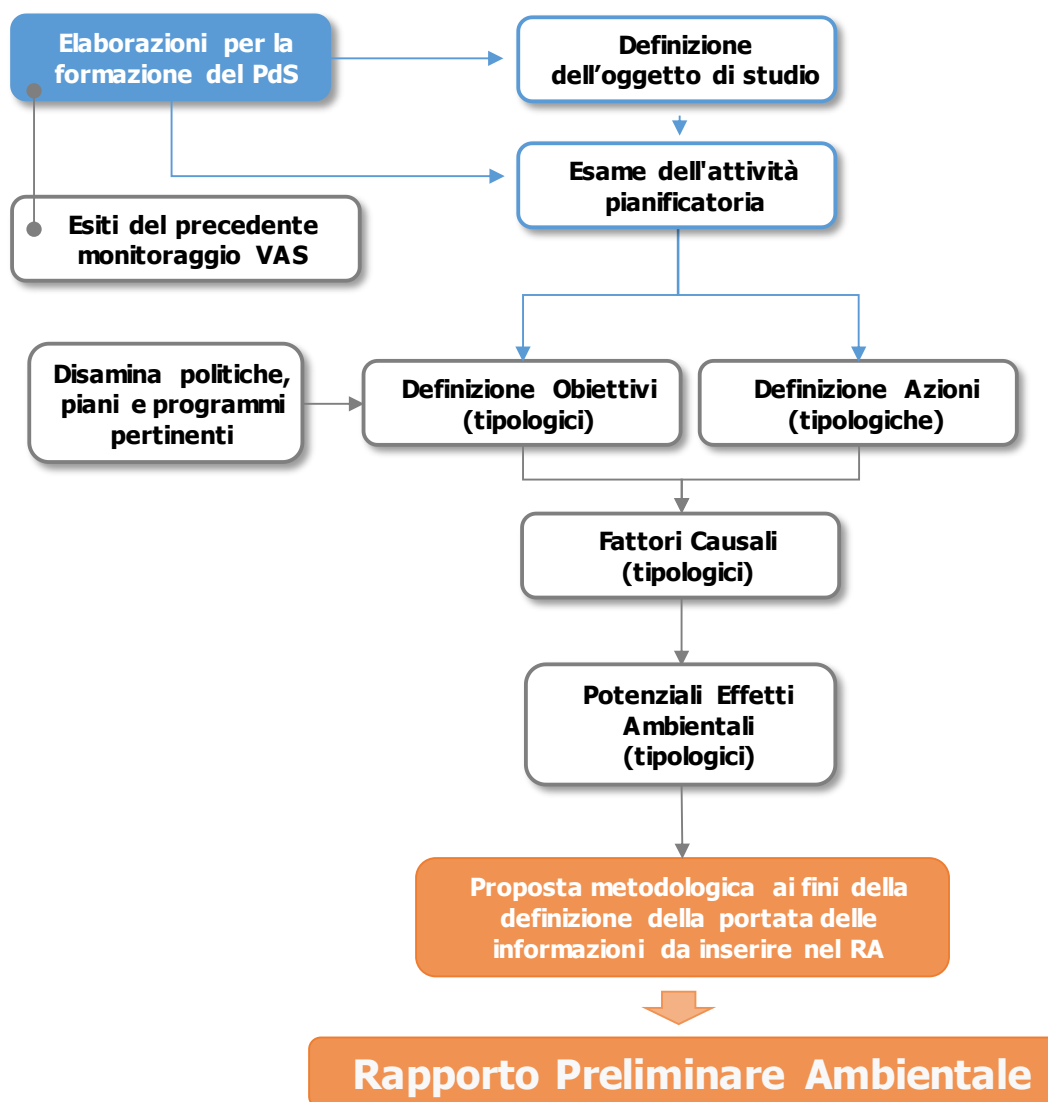 Elaborazioni per la
formazione del PdS
Definizione
dell’oggetto di studio
Esame dell'attività
pianificatoria
Esiti del precedente
monitoraggio VAS
Disamina politiche,
piani e programmi
pertinenti
Definizione Obiettivi
(tipologici)
Definizione Azioni
(tipologiche)
Fattori Causali
(tipologici)
Potenziali Effetti
Ambientali
(tipologici)
Proposta metodologica ai fini della
definizione della portata delle
informazioni da inserire nel RA
Rapporto Preliminare Ambientale